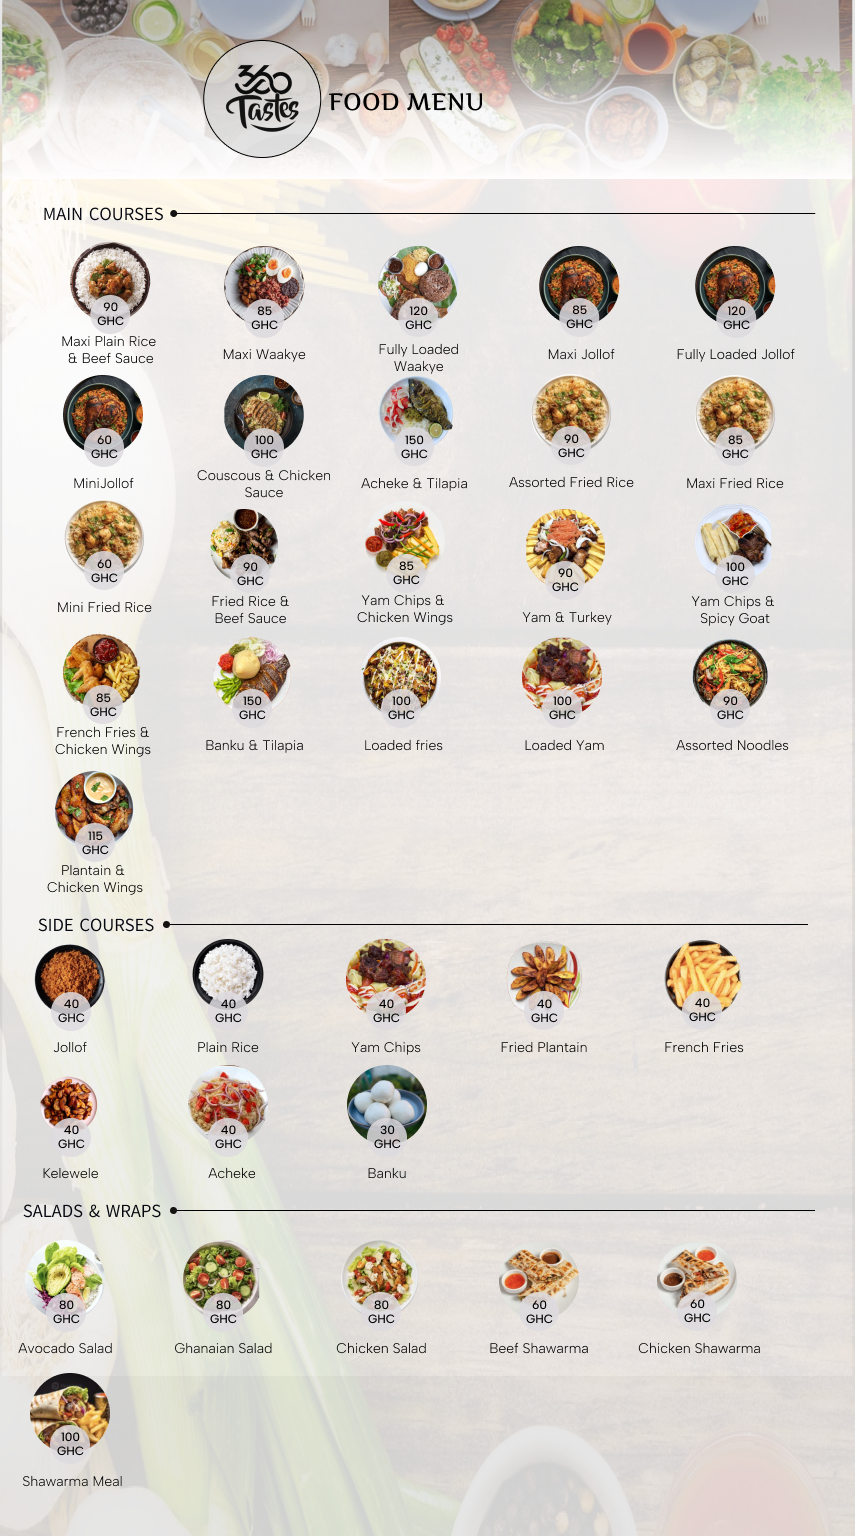 360
Tastes
FOOD MENU
MAIN COURSES
90
GHC
Maxi Plain Rice
& Beef Sauce
85
GHC
Maxi Waakye
120
GHC
Fully Loaded
Waakye
85
GHC
Maxi Jollof
120
GHC
Fully Loaded Jollof
60
GHC
MiniJollof
100
GHC
Couscous & Chicken
Sauce
150
GHC
Acheke & Tilapia
90
GHC
Assorted Fried Rice
85
GHC
Maxi Fried Rice
60
GHC
Mini Fried Rice
90
GHC
Fried Rice &
Beef Sauce
85
GHC
Yam Chips &
Chicken Wings
90
GHC
Yam & Turkey
100
GHC
Yam Chips &
Spicy Goat
85
GHC
French Fries &
Chicken Wings
150
GHC
Banku & Tilapia
100
GHC
Loaded fries
100
GHC
Loaded Yam
90
GHC
Assorted Noodles
115
GHC
Plantain &
Chicken Wings
SIDE COURSES
40
GHC
Jollof
40
GHC
Plain Rice
40
GHC
Yam Chips
40
GHC
Fried Plantain
40
GHC
French Fries
40
GHC
Kelewele
40
GHC
Acheke
30
GHC
Banku
SALADS & WRAPS
80
GHC
Avocado Salad
80
GHC
Ghanaian Salad
80
GHC
Chicken Salad
60
GHC
Beef Shawarma
60
GHC
Chicken Shawarma
100
GHC
Shawarma Meal